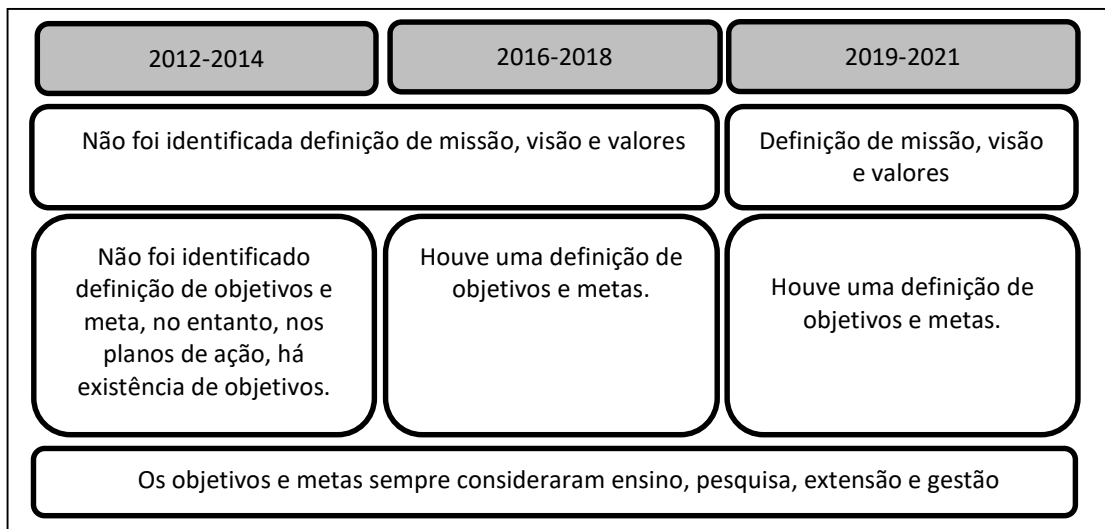 2012-2014
2016-2018
2019-2021
Não foi identificada definição de missão, visão e valores
Definição de missão, visão
e valores
Não foi identificado
definição de objetivos e
meta, no entanto, nos
planos de ação, há
existência de objetivos.
Houve uma definição de
objetivos e metas.
Houve uma definição de
objetivos e metas.
Os objetivos e metas sempre consideraram ensino, pesquisa, extensão e gestão